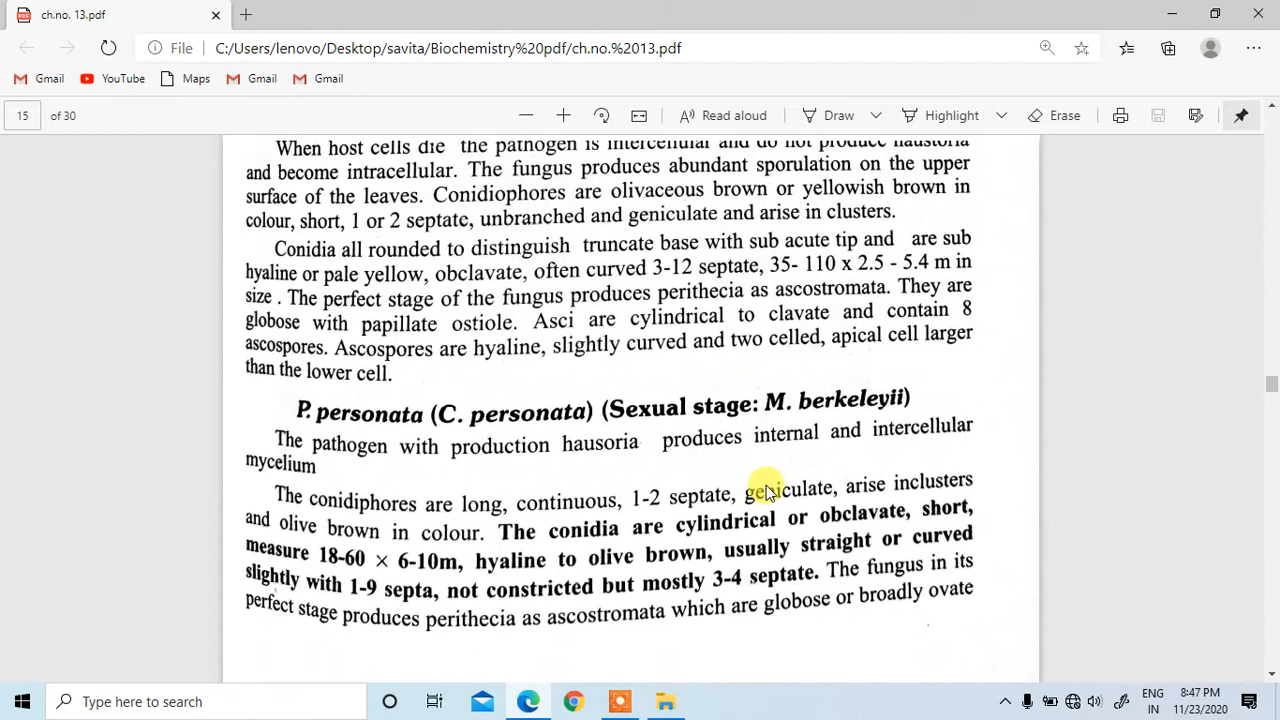 ch.no. 13.pdf
File C:/Users/lenovo/Desktop/savita/Biochemistry%20pdf/ch.no.%2013.pdf
Gmail YouTube Maps Gmail Gmail
15 of 30 Read aloud Draw Highlight Erase
When host cells die the pathogen is intercellular and do not produce haustoria
and become intracellular. The fungus produces abundant sporulation on the upper
surface of the leaves. Conidiophores are olivaceous brown or yellowish brown in
colour, short, 1 or 2 septate, unbranched and geniculate and arise in clusters.
Conidia all rounded to distinguish truncate base with sub acute tip and are sub
hyaline or pale yellow, obclavate, often curved 3-12 septate, 35- 110 x 2.5 - 5.4 m in
size . The perfect stage of the fungus produces perithecia as ascostromata. They are
globose with papillate ostiole. Asci are cylindrical to clavate and contain 8
ascospores. Ascospores are hyaline, slightly curved and two celled, apical cell larger
than the lower cell.
P. personata (C. personata) (Sexual stage: M. berkeleyii)
The pathogen with production hausoria produces internal and intercellular
mycelium
The conidiphores are long, continuous, 1-2 septate, geniculate, arise inclusters
and olive brown in colour. The conidia are cylindrical or obclavate, short,
measure 18-60 × 6-10m, hyaline to olive brown, usually straight or curved
slightly with 1-9 septa, not constricted but mostly 3-4 septate. The fungus in its
perfect stage produces perithecia as ascostromata which are globose or broadly ovate
Type here to search
ENG
IN
8:47 PM
11/23/2020